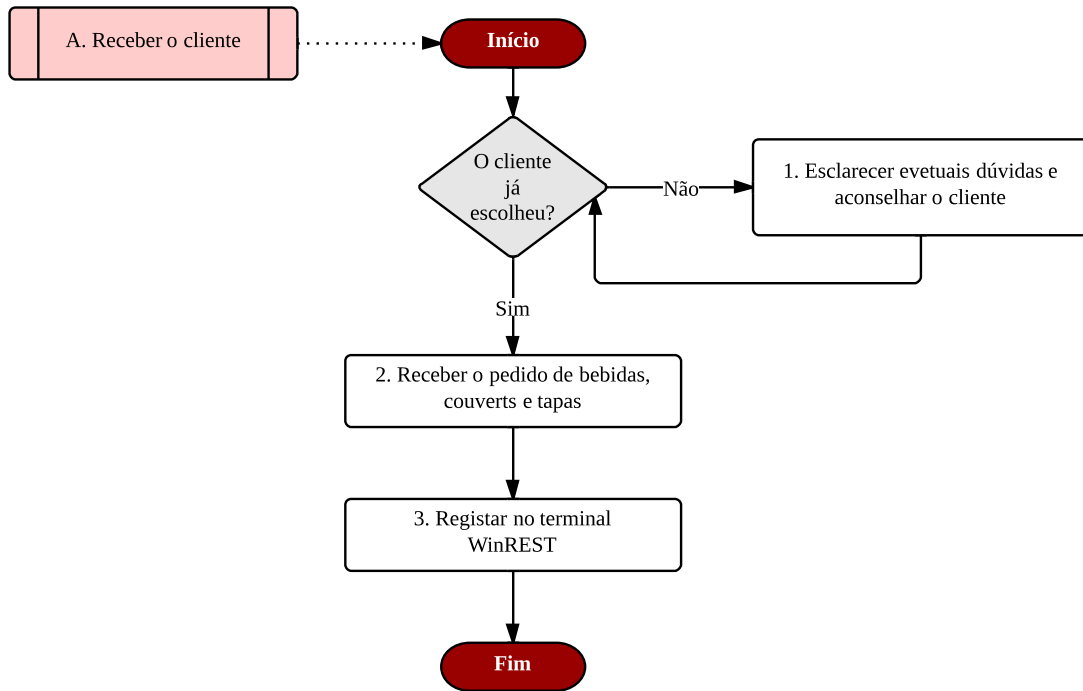 A. Receber o cliente
Início
O cliente
já
escolheu?
Não
1. Esclarecer evetuais dúvidas e
aconselhar o cliente
Sim
2. Receber o pedido de bebidas,
couverts e tapas
3. Registar no terminal
WinREST
Fim